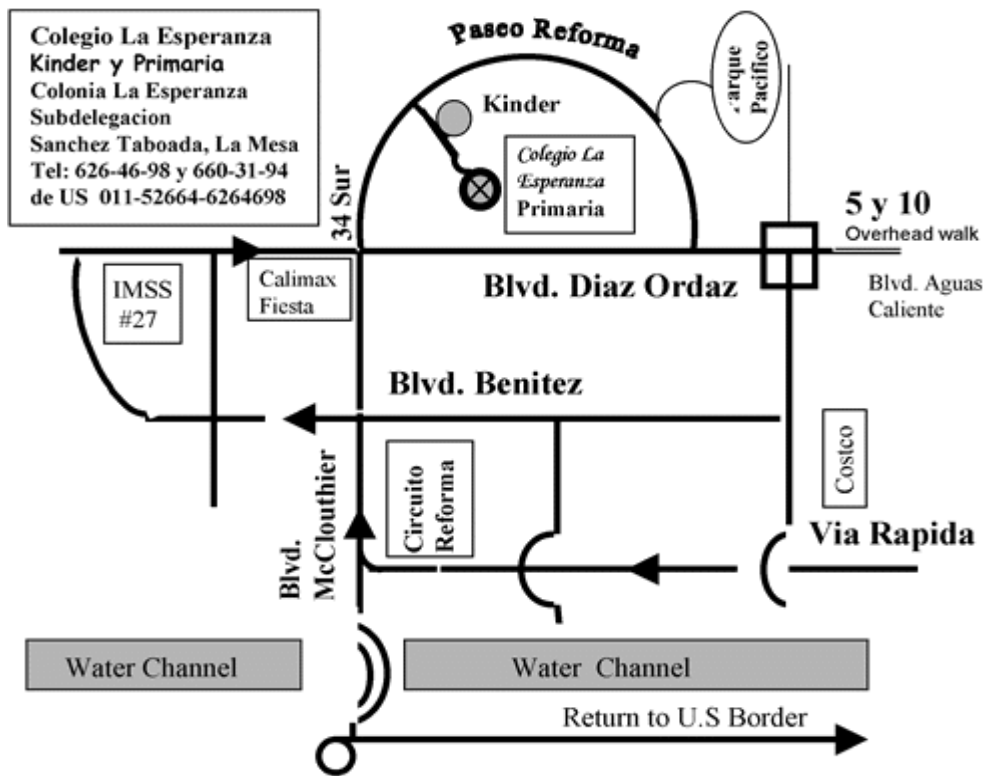 Colegio La Esperanza
Kinder y Primaria
Colonia La Esperanza
Subdelegacion
Sanchez Taboada, La Mesa
Tel: 626-46-98 y 660-31-94
de US 011-52664-6264698
Paseo Reforma
Kinder
Colegio La
Esperanza
Primaria
arque
Pacifico
34 Sur
5 y 10
Overhead walk
IMSS
#27
Calimax
Fiesta
Blvd. Diaz Ordaz
Blvd. Aguas
Caliente
Blvd. Benitez
Circuito
Reforma
Costco
Blvd.
McClouthier
Via Rapida
Water Channel
Water Channel
Return to U.S Border